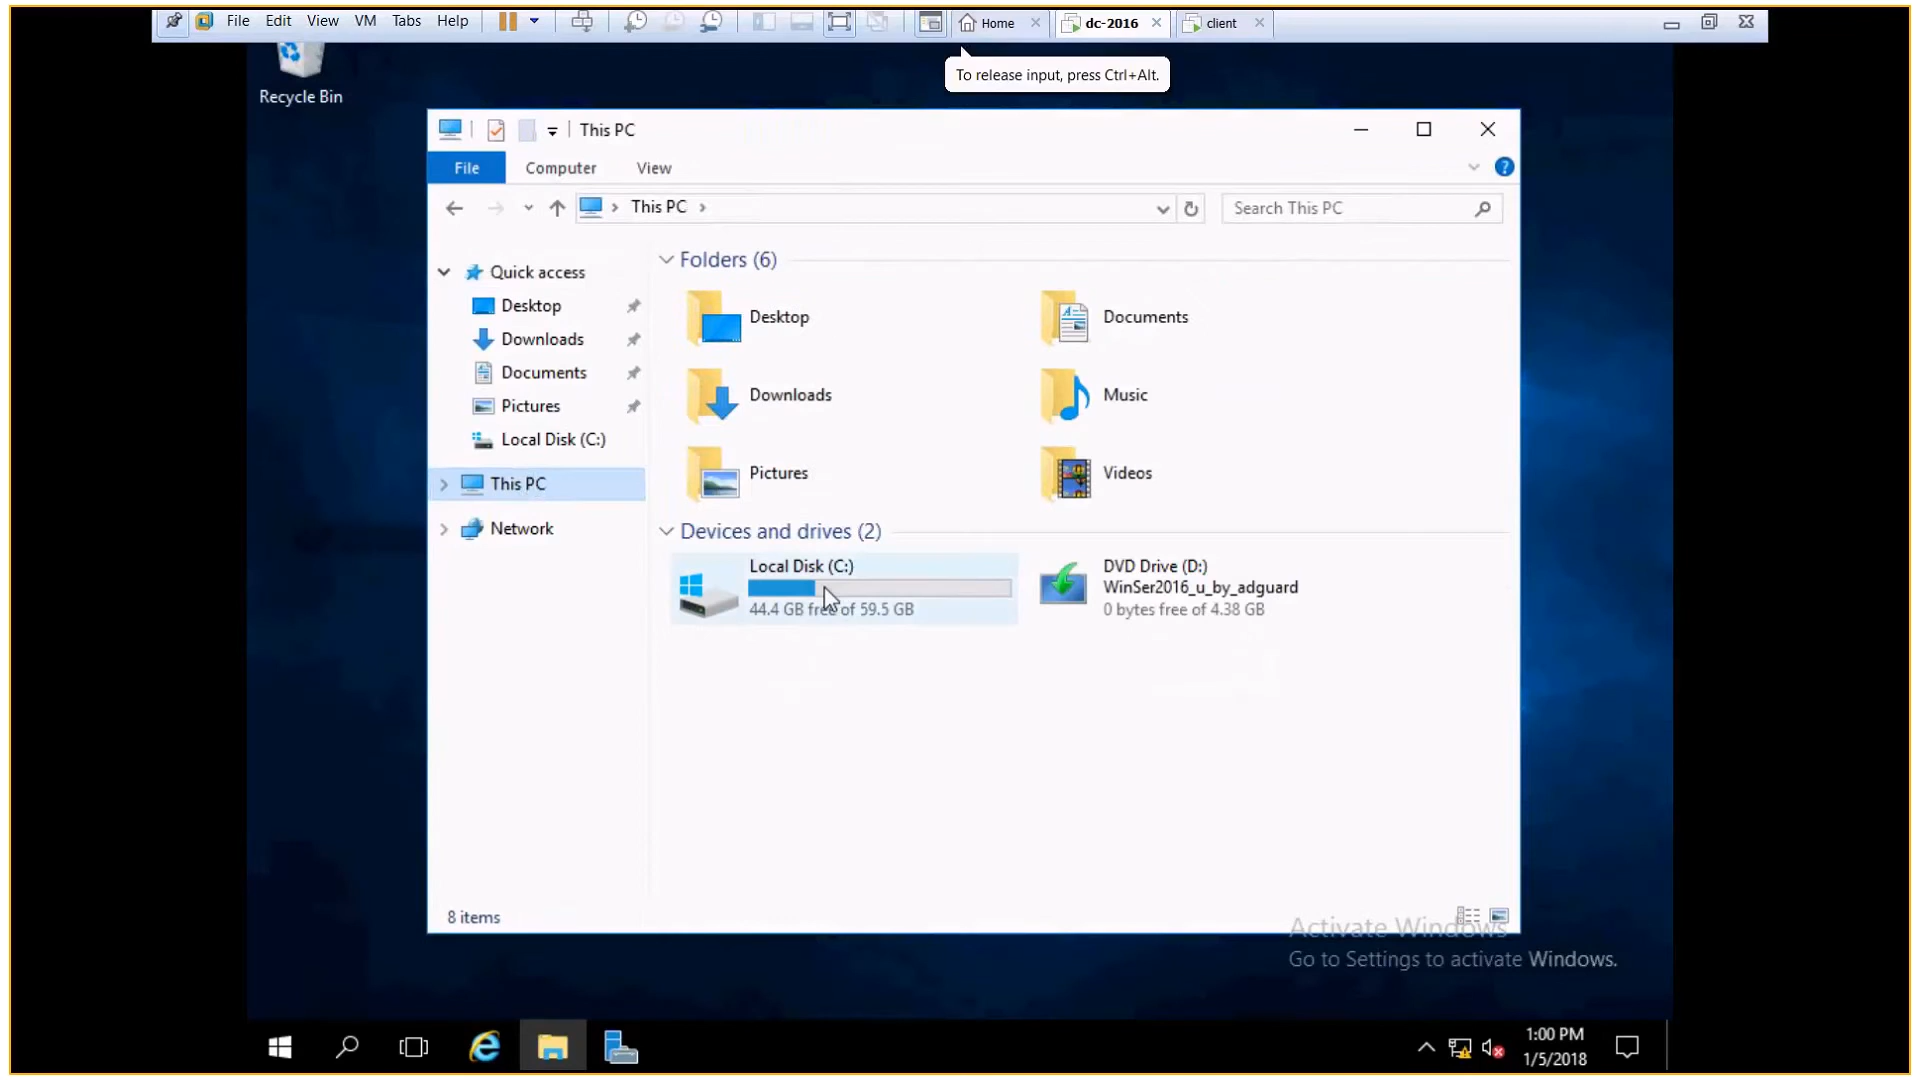 File Edit View VM Tabs Help
Home
dc-2016
client
To release input, press Ctrl+Alt.
Recycle Bin
This PC
File
Computer
View
This PC
Search This PC
Quick access
Desktop
Downloads
Documents
Pictures
Local Disk (C:)
This PC
Network
Folders (6)
Desktop
Documents
Downloads
Music
Pictures
Videos
Devices and drives (2)
Local Disk (C:)
44.4 GB free of 59.5 GB
DVD Drive (D:)
WinSer2016_u_by_adguard
0 bytes free of 4.38 GB
8 items
Activate Windows
Go to Settings to activate Windows.
1:00 PM
1/5/2018